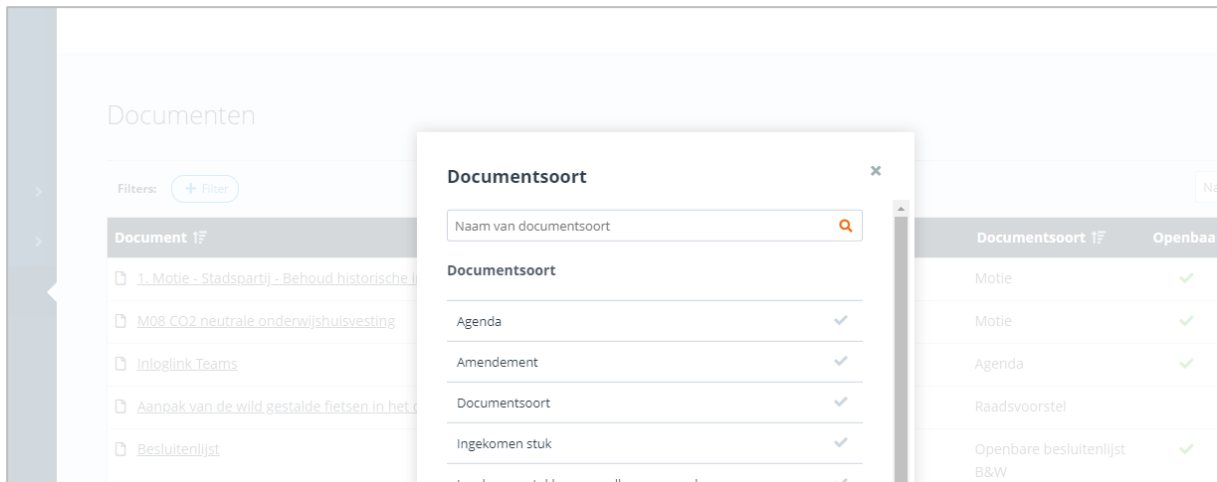 Documenten
Documentsoort
Filters: + Filter
Na
Naam van documentsoort
Document
Documentsoort
Openbaa
Documentsoort
1. Motie - Stadspartij - Behoud historische i
Motie
Agenda
M08 CO2 neutrale onderwijshuisvesting
Motie
Amendement
Inloglink Teams
Agenda
Documentsoort
Aanpak van de wild gestalde fietsen in het
Raadsvoorstel
Ingekomen stuk
Besluitenlijst
Openbare besluitenlijst
B&W